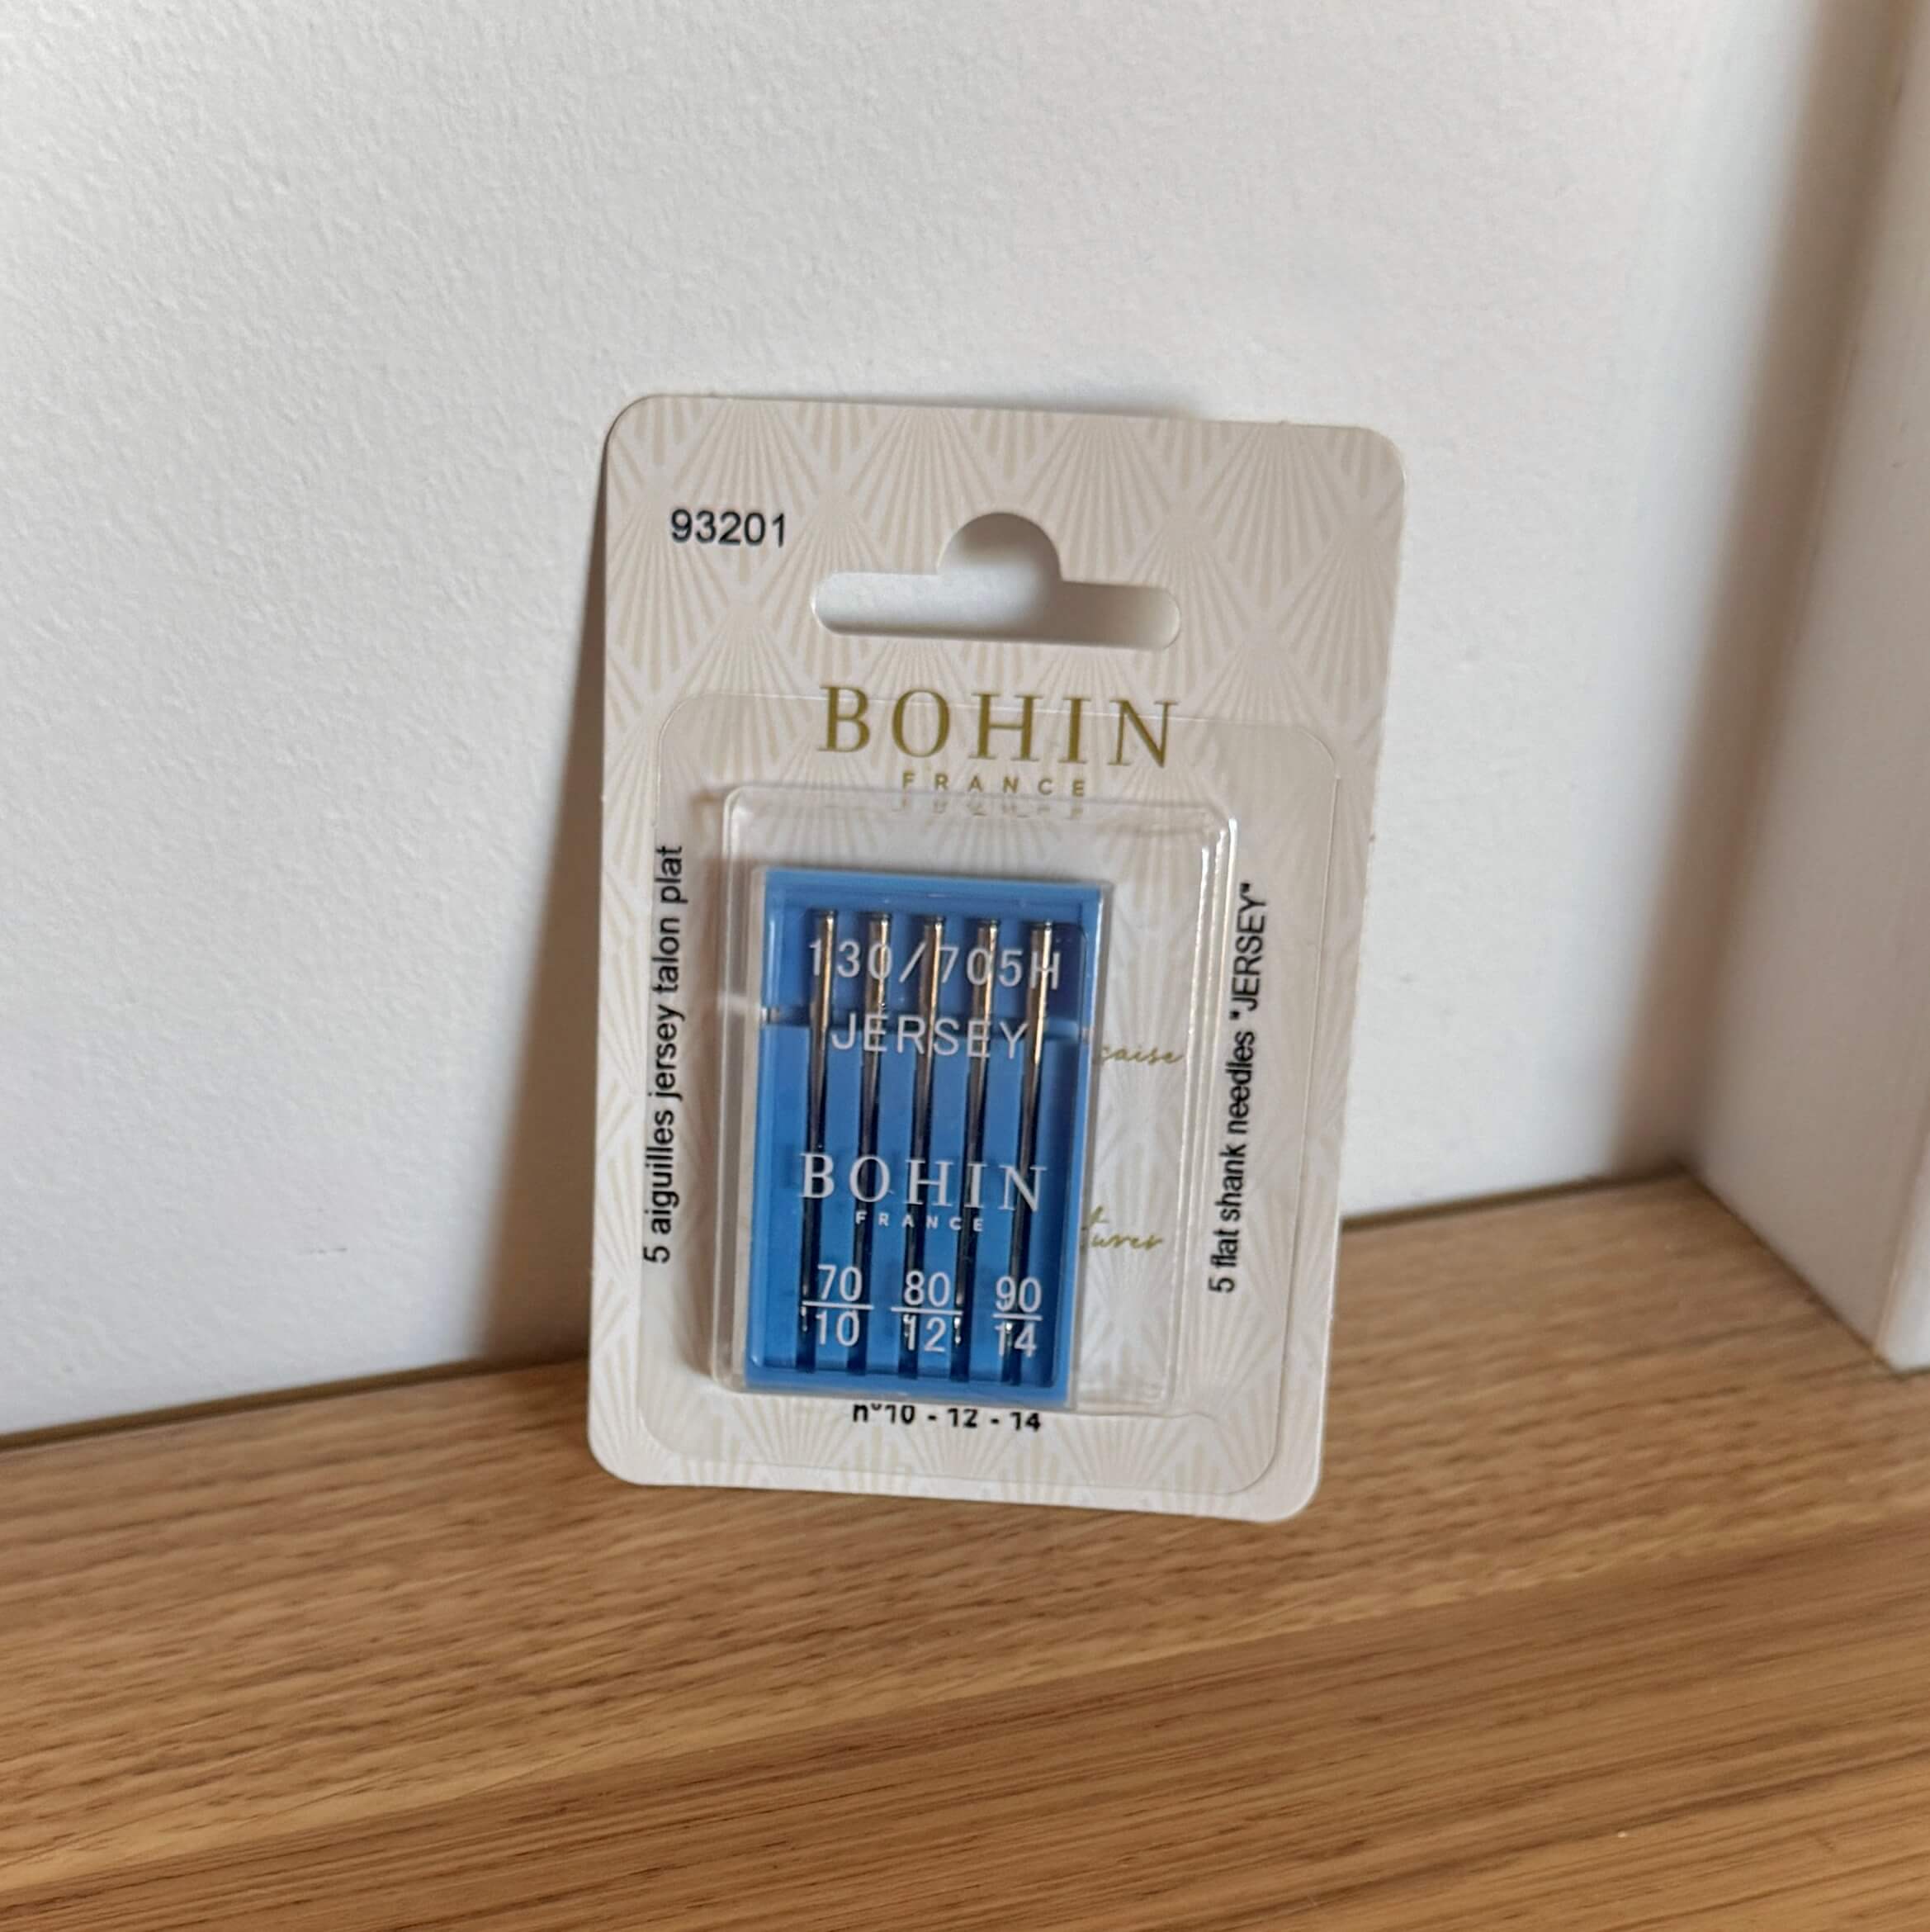 93201
BOHIN
FRANCE
5 aiguilles jersey talon plat
130/705H
JERSEY
BOHIN
FRANCE
70 80 90
10 12 14
5 flat shank needles "JERSEY"
n°10 - 12 - 14